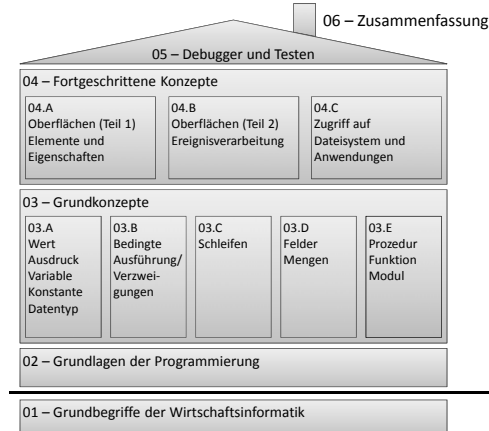 06 – Zusammenfassung
05 – Debugger und Testen
04 – Fortgeschrittene Konzepte
04.A
Oberflächen (Teil 1)
Elemente und
Eigenschaften
04.B
Oberflächen (Teil 2)
Ereignisverarbeitung
04.C
Zugriff auf
Dateisystem und
Anwendungen
03 – Grundkonzepte
03.A
Wert
Ausdruck
Variable
Konstante
Datentyp
03.B
Bedingte
Ausführung/
Verzwei-
gungen
03.C
Schleifen
03.D
Felder
Mengen
03.E
Prozedur
Funktion
Modul
02 – Grundlagen der Programmierung
01 – Grundbegriffe der Wirtschaftsinformatik